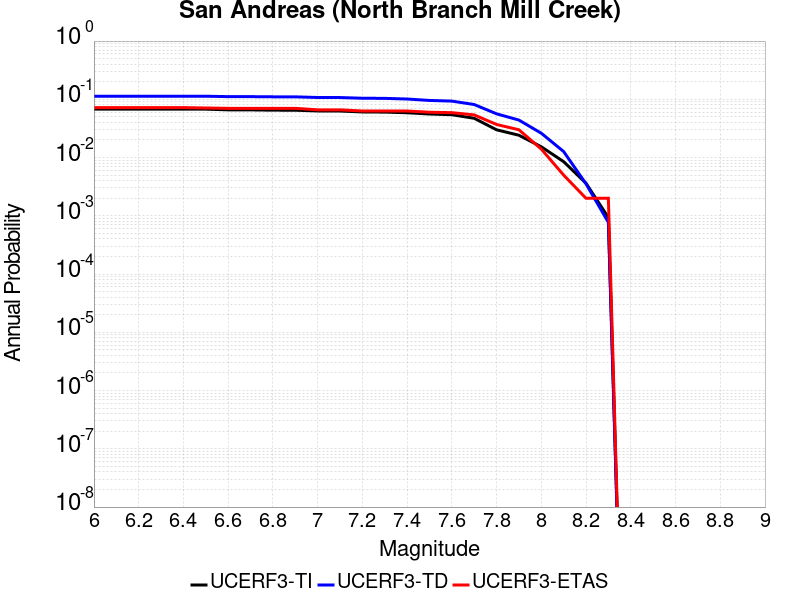 San Andreas (North Branch Mill Creek)
10^0
10^-1
10^-2
10^-3
10^-4
10^-5
10^-6
10^-7
10^-8
Annual Probability
6 6.2 6.4 6.6 6.8 7 7.2 7.4 7.6 7.8 8 8.2 8.4 8.6 8.8 9
Magnitude
UCERF3-TI UCERF3-TD UCERF3-ETAS